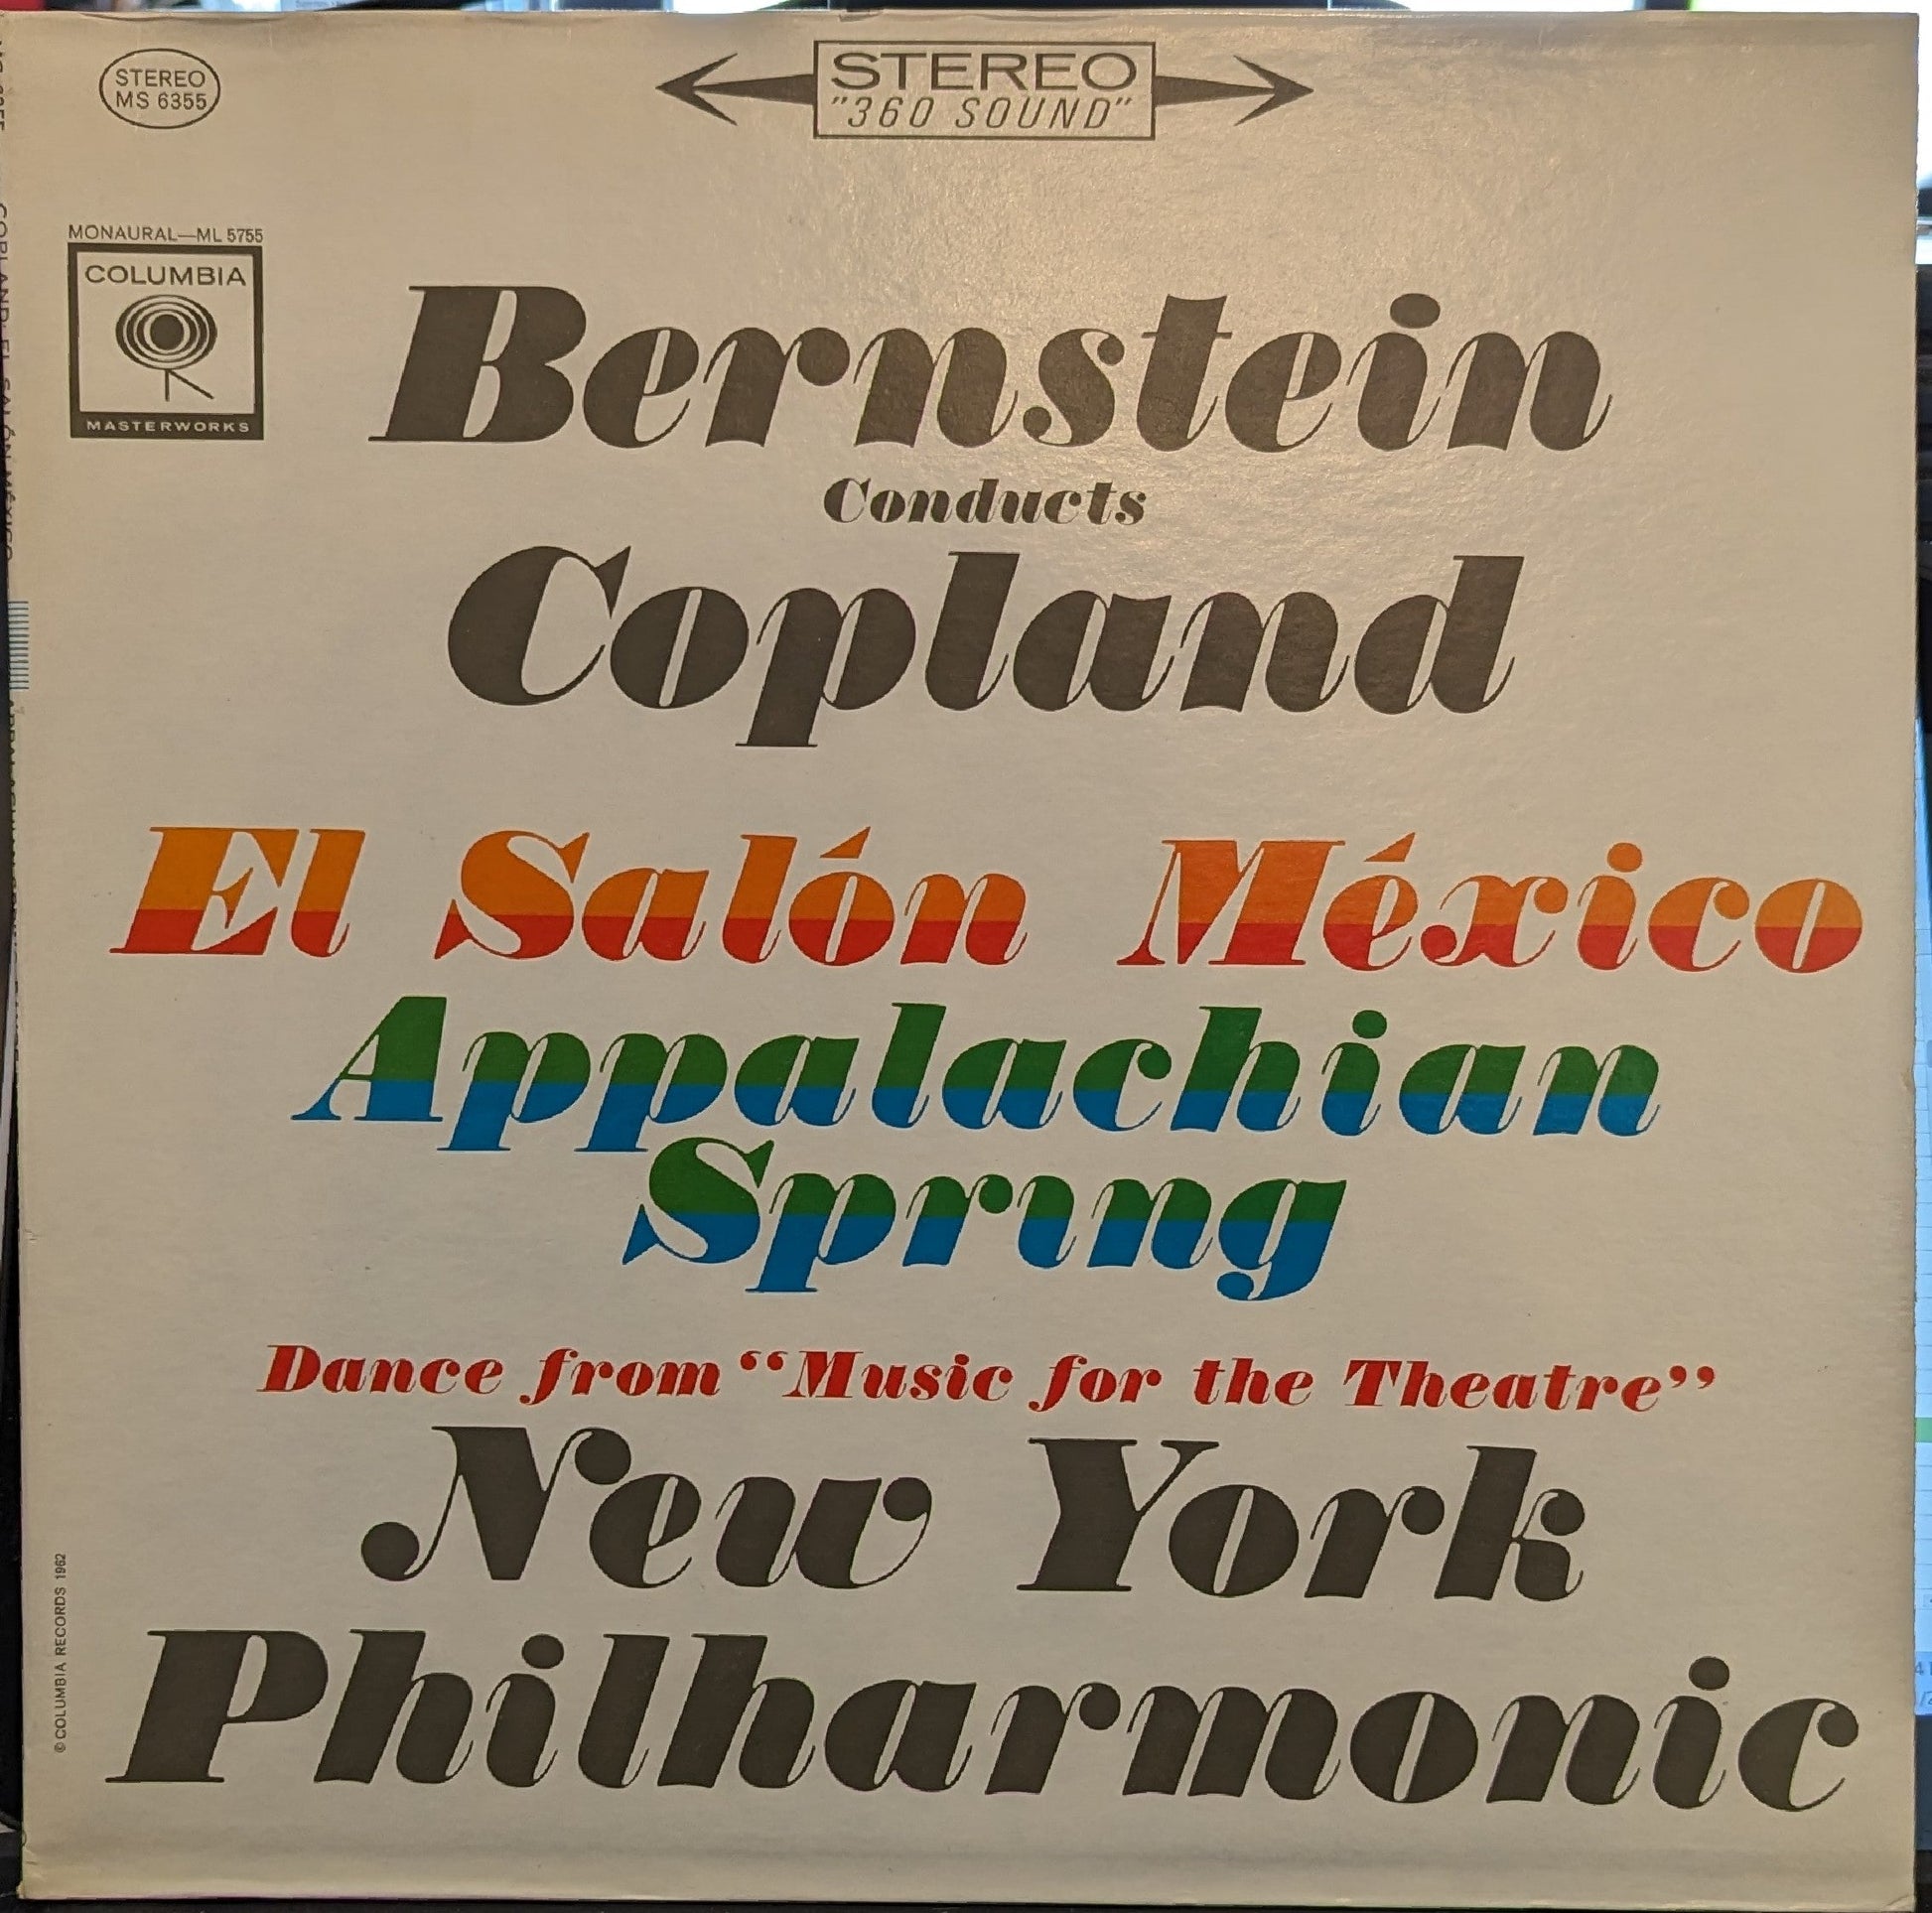 STEREO
MS 6355
STEREO
"360 SOUND"
MONAURAL—ML 5755
COLUMBIA
MASTERWORKS
Bernstein
Conducts
Copland
El Salón México
Appalachian
Spring
Dance from “Music for the Theatre”
New York
Philharmonic
© COLUMBIA RECORDS 1962